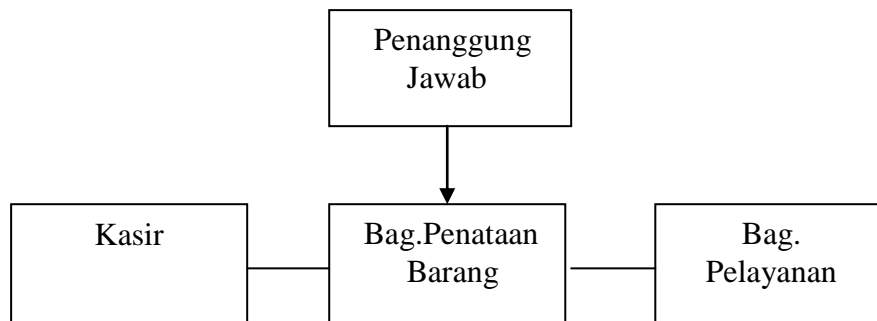 Penanggung
Jawab
Kasir
Bag.Penataan
Barang
Bag.
Pelayanan